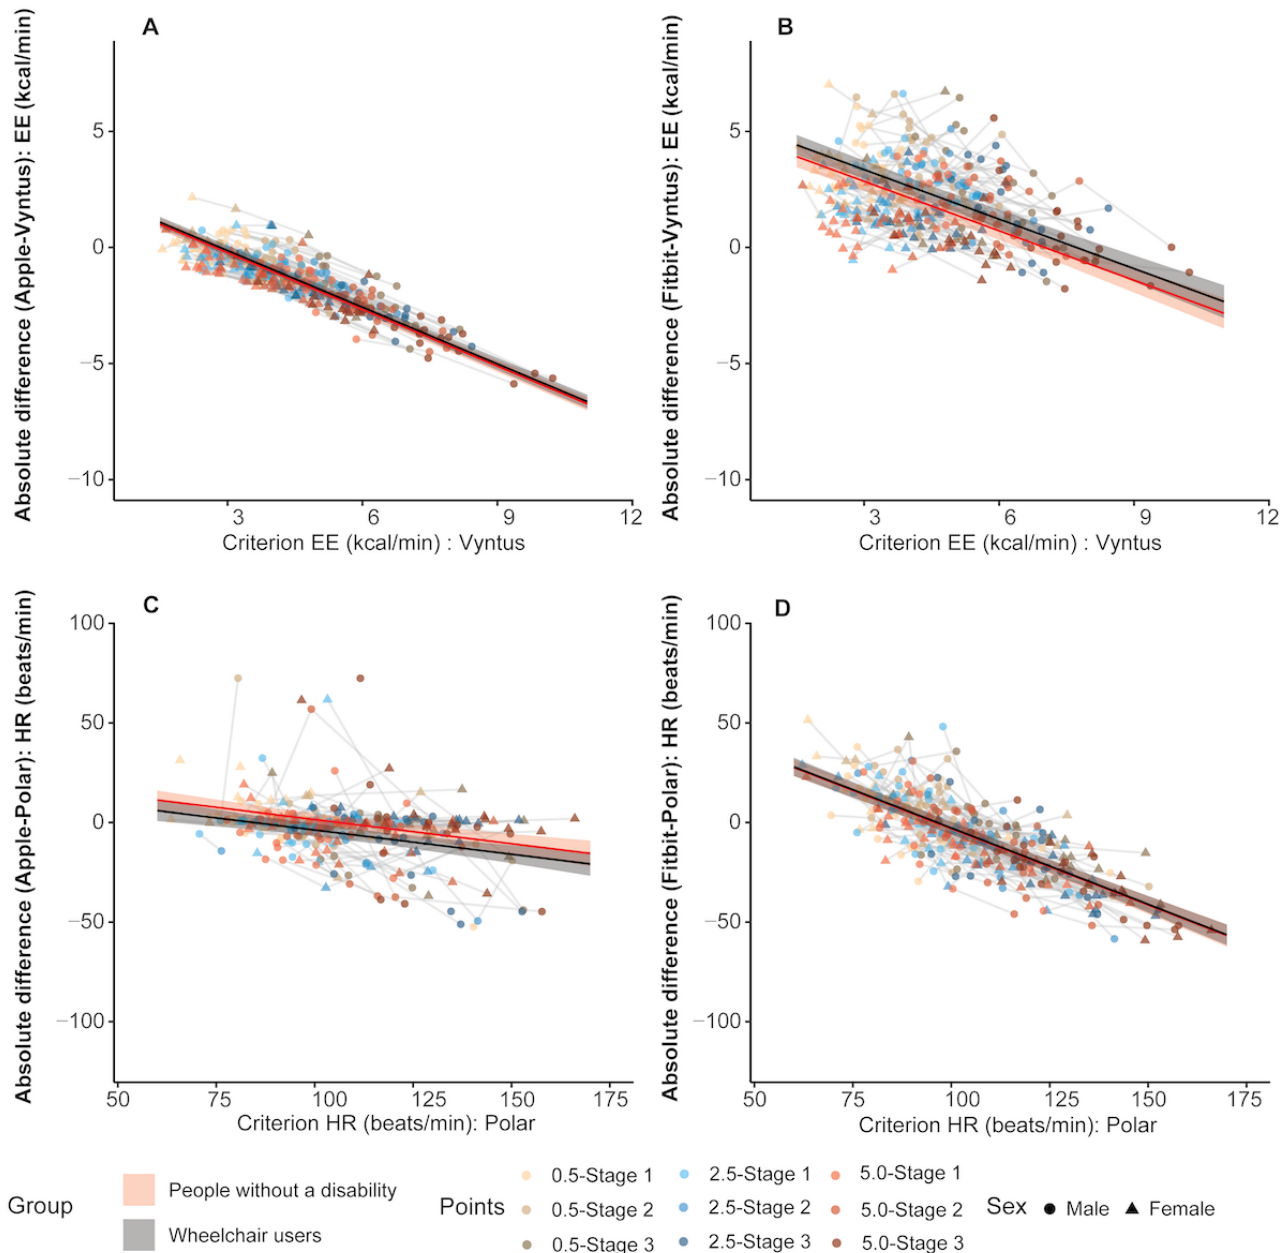 A
Absolute difference (Apple-Vyntus): EE (kcal/min)
5
0
−5
−10
3 6 9 12
Criterion EE (kcal/min) : Vyntus
B
Absolute difference (Fitbit-Vyntus): EE (kcal/min)
5
0
−5
−10
3 6 9 12
Criterion EE (kcal/min) : Vyntus
C
Absolute difference (Apple-Polar): HR (beats/min)
100
50
0
−50
−100
50 75 100 125 150 175
Criterion HR (beats/min): Polar
D
Absolute difference (Fitbit-Polar): HR (beats/min)
100
50
0
−50
−100
50 75 100 125 150 175
Criterion HR (beats/min): Polar
Group
People without a disability
Wheelchair users
Points
0.5-Stage 1
0.5-Stage 2
0.5-Stage 3
2.5-Stage 1
2.5-Stage 2
2.5-Stage 3
5.0-Stage 1
5.0-Stage 2
5.0-Stage 3
Sex
Male
Female